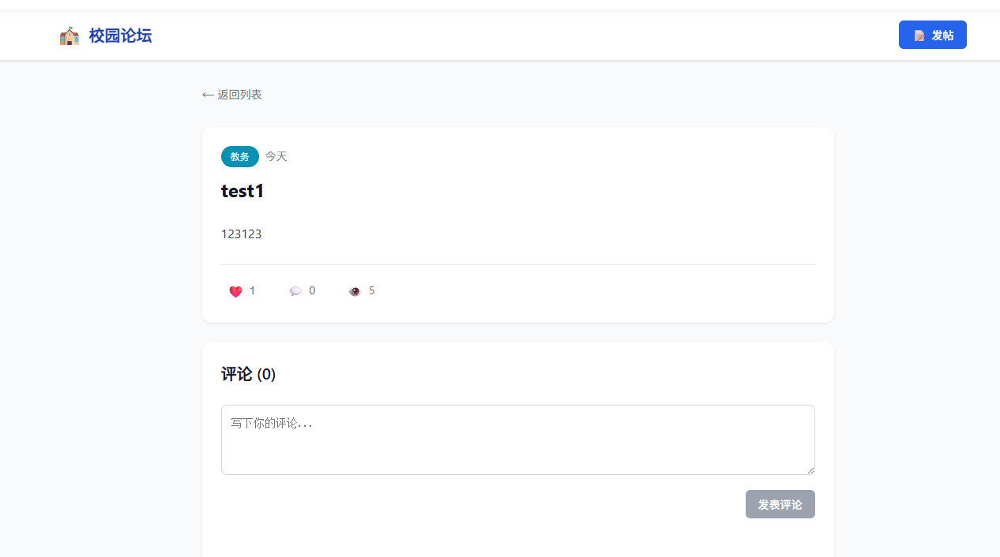 校园论坛
发帖
← 返回列表
教务 今天
test1
123123
1 0 5
评论 (0)
写下你的评论...
发表评论